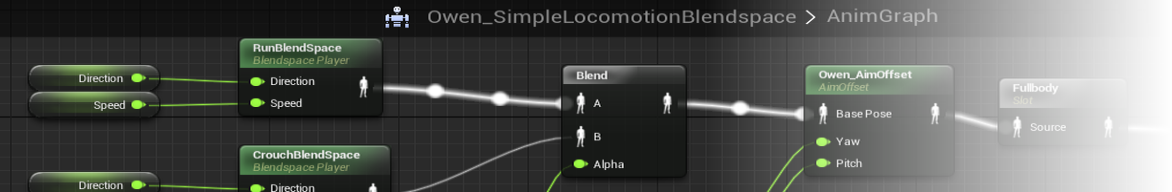 Owen_SimpleLocomotionBlendspace > AnimGraph
RunBlendSpace
Blendspace Player
Direction
Speed
Direction
Speed
Blend
A
B
Alpha
Owen_AimOffset
AimOffset
Base Pose
Yaw
Pitch
Fullbody
Slot
Source
CrouchBlendSpace
Blendspace Player
Direction
Direction